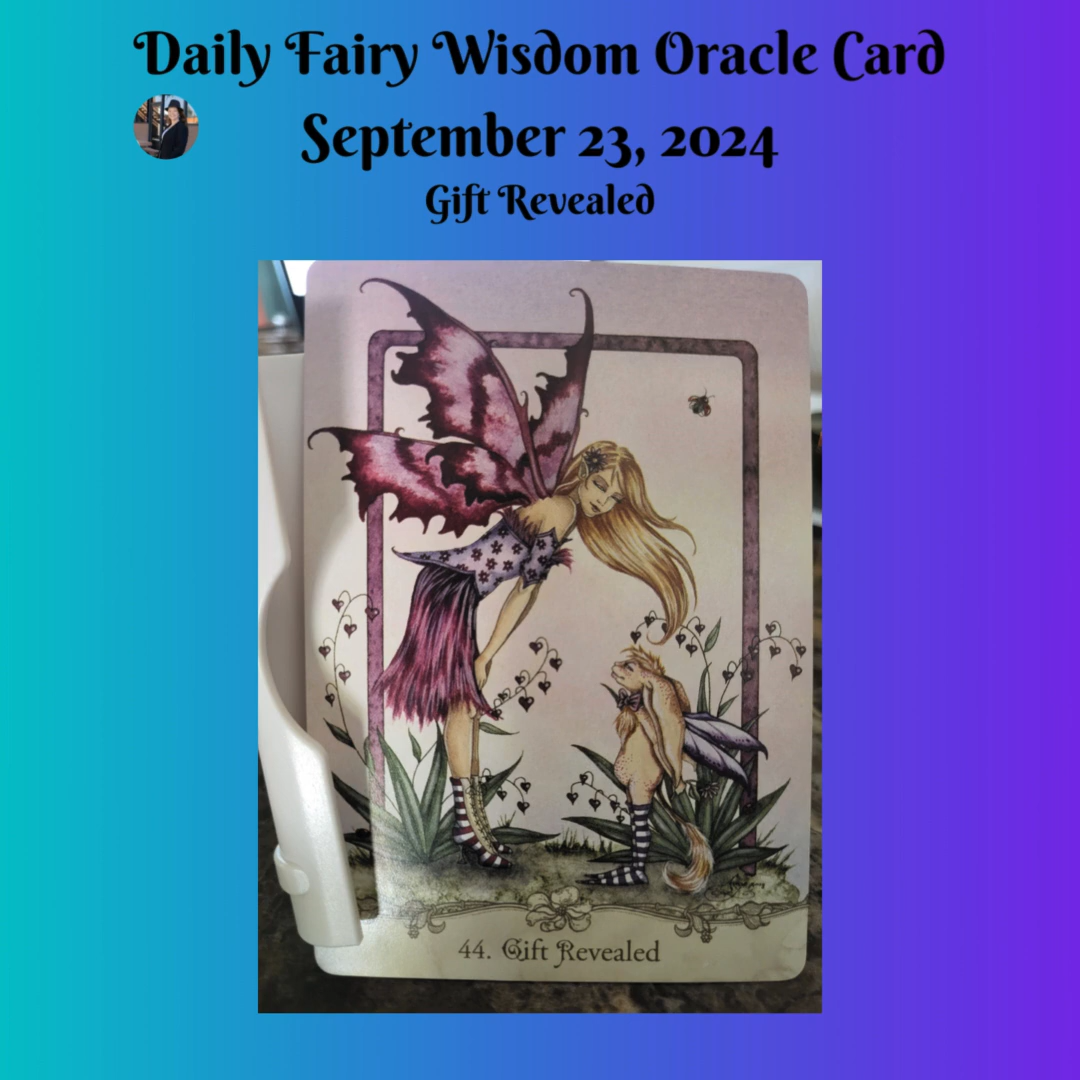 Daily Fairy Wisdom Oracle Card
September 23, 2024
Gift Revealed
44. Gift Revealed